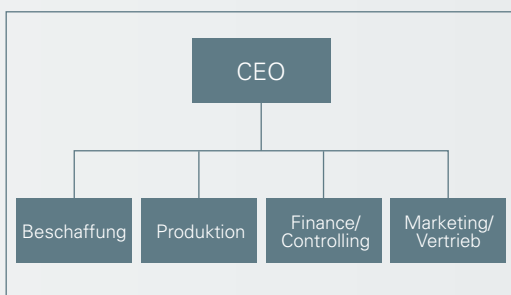 CEO
Beschaffung
Produktion
Finance/
Controlling
Marketing/
Vertrieb